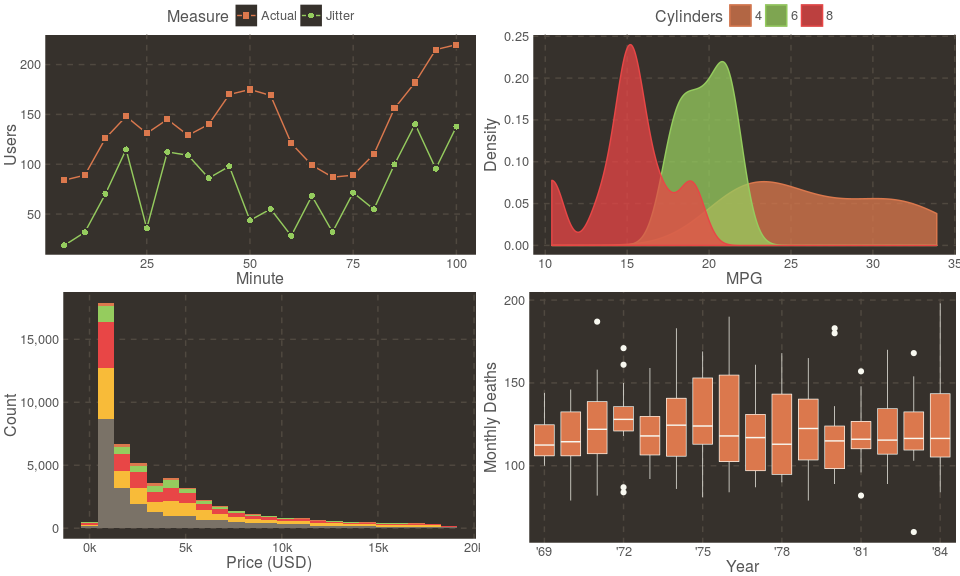 Measure Actual Jitter
Users
200
150
100
50
25 50 75 100
Minute
Cylinders 4 6 8
Density
0.25
0.20
0.15
0.10
0.05
0.00
10 15 20 25 30 35
MPG
Count
15,000
10,000
5,000
0
0k 5k 10k 15k 20
Price (USD)
Monthly Deaths
200
150
100
'69 '72 '75 '78 '81 '84
Year